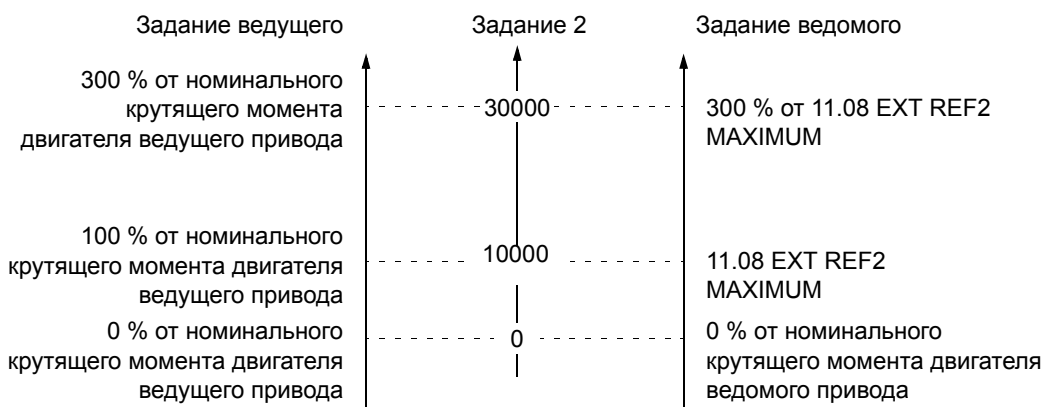 Задание ведущего
Задание 2
Задание ведомого
300 % от номинального
крутящего момента
двигателя ведущего привода
30000
300 % от 11.08 EXT REF2
MAXIMUM
100 % от номинального
крутящего момента двигателя
ведущего привода
10000
11.08 EXT REF2
MAXIMUM
0 % от номинального
крутящего момента двигателя
ведущего привода
0
0 % от номинального
крутящего момента двигателя
ведомого привода